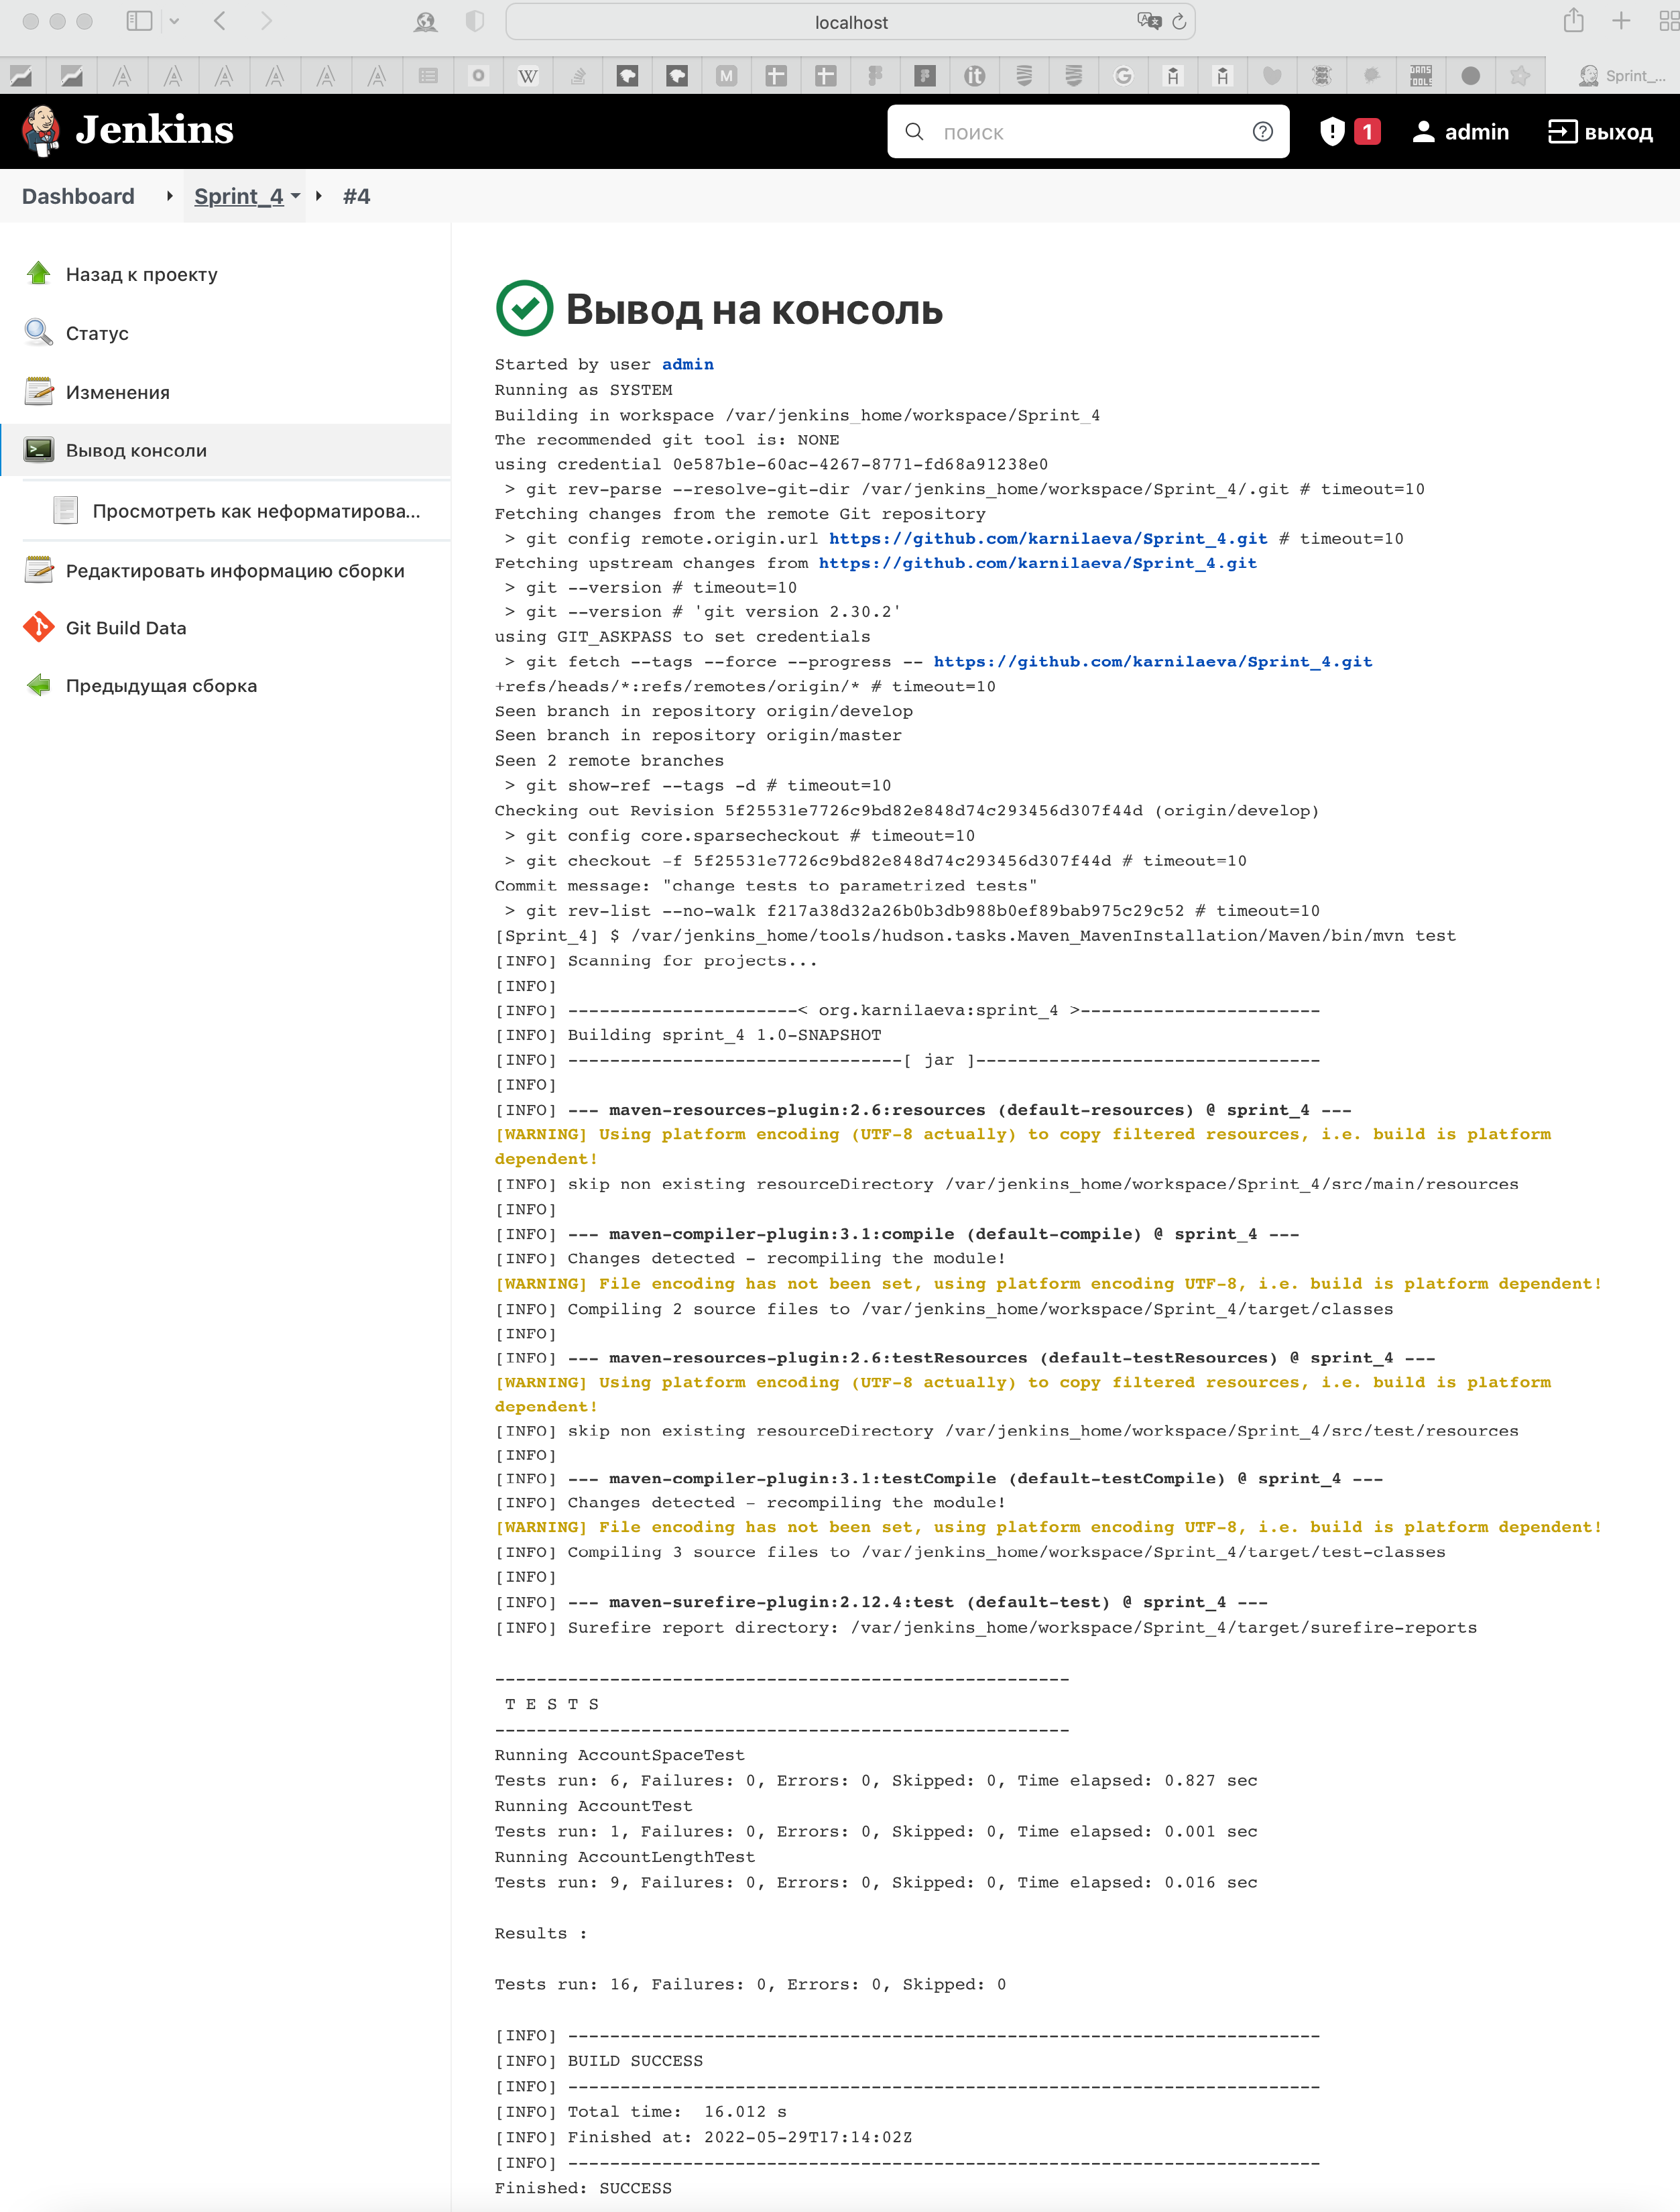 localhost
Sprint_...
Jenkins
поиск
1
admin
выход
Dashboard
Sprint_4
#4
Назад к проекту
Статус
Изменения
Вывод консоли
Просмотреть как неформатирова...
Редактировать информацию сборки
Git Build Data
Предыдущая сборка
Вывод на консоль
Started by user admin
Running as SYSTEM
Building in workspace /var/jenkins_home/workspace/Sprint_4
The recommended git tool is: NONE
using credential 0e587b1e-60ac-4267-8771-fd68a91238e0
> git rev-parse --resolve-git-dir /var/jenkins_home/workspace/Sprint_4/.git # timeout=10
Fetching changes from the remote Git repository
> git config remote.origin.url https://github.com/karnilaeva/Sprint_4.git # timeout=10
Fetching upstream changes from https://github.com/karnilaeva/Sprint_4.git
> git --version # timeout=10
> git --version # 'git version 2.30.2'
using GIT_ASKPASS to set credentials
> git fetch --tags --force --progress -- https://github.com/karnilaeva/Sprint_4.git
+refs/heads/*:refs/remotes/origin/* # timeout=10
Seen branch in repository origin/develop
Seen branch in repository origin/master
Seen 2 remote branches
> git show-ref --tags -d # timeout=10
Checking out Revision 5f25531e7726c9bd82e848d74c293456d307f44d (origin/develop)
> git config core.sparsecheckout # timeout=10
> git checkout -f 5f25531e7726c9bd82e848d74c293456d307f44d # timeout=10
Commit message: "change tests to parametrized tests"
> git rev-list --no-walk f217a38d32a26b0b3db988b0ef89bab975c29c52 # timeout=10
[Sprint_4] $ /var/jenkins_home/tools/hudson.tasks.Maven_MavenInstallation/Maven/bin/mvn test
[INFO] Scanning for projects...
[INFO]
[INFO] ----------------------< org.karnilaeva:sprint_4 >-----------------------
[INFO] Building sprint_4 1.0-SNAPSHOT
[INFO] --------------------------------[ jar ]---------------------------------
[INFO]
[INFO] --- maven-resources-plugin:2.6:resources (default-resources) @ sprint_4 ---
[WARNING] Using platform encoding (UTF-8 actually) to copy filtered resources, i.e. build is platform
dependent!
[INFO] skip non existing resourceDirectory /var/jenkins_home/workspace/Sprint_4/src/main/resources
[INFO]
[INFO] --- maven-compiler-plugin:3.1:compile (default-compile) @ sprint_4 ---
[INFO] Changes detected - recompiling the module!
[WARNING] File encoding has not been set, using platform encoding UTF-8, i.e. build is platform dependent!
[INFO] Compiling 2 source files to /var/jenkins_home/workspace/Sprint_4/target/classes
[INFO]
[INFO] --- maven-resources-plugin:2.6:testResources (default-testResources) @ sprint_4 ---
[WARNING] Using platform encoding (UTF-8 actually) to copy filtered resources, i.e. build is platform
dependent!
[INFO] skip non existing resourceDirectory /var/jenkins_home/workspace/Sprint_4/src/test/resources
[INFO]
[INFO] --- maven-compiler-plugin:3.1:testCompile (default-testCompile) @ sprint_4 ---
[INFO] Changes detected - recompiling the module!
[WARNING] File encoding has not been set, using platform encoding UTF-8, i.e. build is platform dependent!
[INFO] Compiling 3 source files to /var/jenkins_home/workspace/Sprint_4/target/test-classes
[INFO]
[INFO] --- maven-surefire-plugin:2.12.4:test (default-test) @ sprint_4 ---
[INFO] Surefire report directory: /var/jenkins_home/workspace/Sprint_4/target/surefire-reports
-------------------------------------------------------
T E S T S
-------------------------------------------------------
Running AccountSpaceTest
Tests run: 6, Failures: 0, Errors: 0, Skipped: 0, Time elapsed: 0.827 sec
Running AccountTest
Tests run: 1, Failures: 0, Errors: 0, Skipped: 0, Time elapsed: 0.001 sec
Running AccountLengthTest
Tests run: 9, Failures: 0, Errors: 0, Skipped: 0, Time elapsed: 0.016 sec
Results :
Tests run: 16, Failures: 0, Errors: 0, Skipped: 0
[INFO] ------------------------------------------------------------------------
[INFO] BUILD SUCCESS
[INFO] ------------------------------------------------------------------------
[INFO] Total time:  16.012 s
[INFO] Finished at: 2022-05-29T17:14:02Z
[INFO] ------------------------------------------------------------------------
Finished: SUCCESS